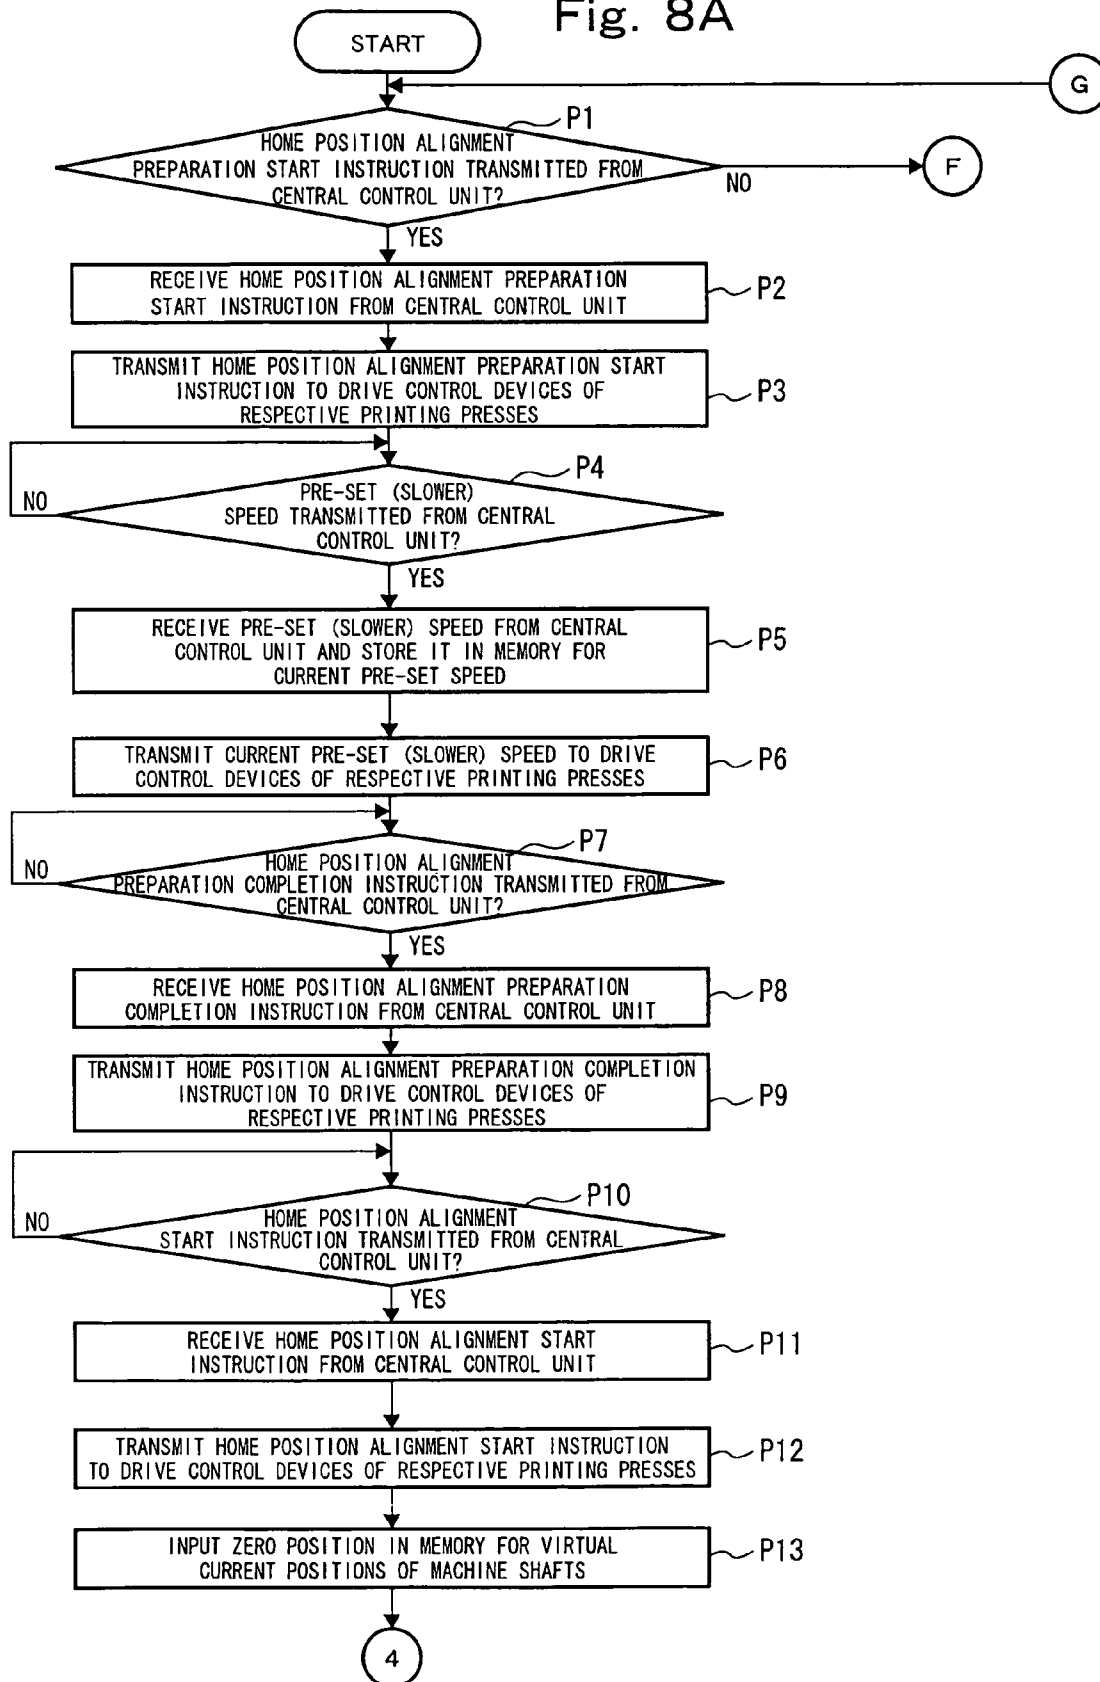 Fig. 8A
START
G
P1
HOME POSITION ALIGNMENT
PREPARATION START INSTRUCTION TRANSMITTED FROM
CENTRAL CONTROL UNIT?
NO
F
YES
RECEIVE HOME POSITION ALIGNMENT PREPARATION
START INSTRUCTION FROM CENTRAL CONTROL UNIT
P2
TRANSMIT HOME POSITION ALIGNMENT PREPARATION START
INSTRUCTION TO DRIVE CONTROL DEVICES OF
RESPECTIVE PRINTING PRESSES
P3
P4
NO
PRE-SET (SLOWER)
SPEED TRANSMITTED FROM CENTRAL
CONTROL UNIT?
YES
RECEIVE PRE-SET (SLOWER) SPEED FROM CENTRAL
CONTROL UNIT AND STORE IT IN MEMORY FOR
CURRENT PRE-SET SPEED
P5
TRANSMIT CURRENT PRE-SET (SLOWER) SPEED TO DRIVE
CONTROL DEVICES OF RESPECTIVE PRINTING PRESSES
P6
P7
NO
HOME POSITION ALIGNMENT
PREPARATION COMPLETION INSTRUCTION TRANSMITTED FROM
CENTRAL CONTROL UNIT?
YES
RECEIVE HOME POSITION ALIGNMENT PREPARATION
COMPLETION INSTRUCTION FROM CENTRAL CONTROL UNIT
P8
TRANSMIT HOME POSITION ALIGNMENT PREPARATION COMPLETION
INSTRUCTION TO DRIVE CONTROL DEVICES OF
RESPECTIVE PRINTING PRESSES
P9
P10
NO
HOME POSITION ALIGNMENT
START INSTRUCTION TRANSMITTED FROM CENTRAL
CONTROL UNIT?
YES
RECEIVE HOME POSITION ALIGNMENT START
INSTRUCTION FROM CENTRAL CONTROL UNIT
P11
TRANSMIT HOME POSITION ALIGNMENT START INSTRUCTION
TO DRIVE CONTROL DEVICES OF RESPECTIVE PRINTING PRESSES
P12
INPUT ZERO POSITION IN MEMORY FOR VIRTUAL
CURRENT POSITIONS OF MACHINE SHAFTS
P13
4